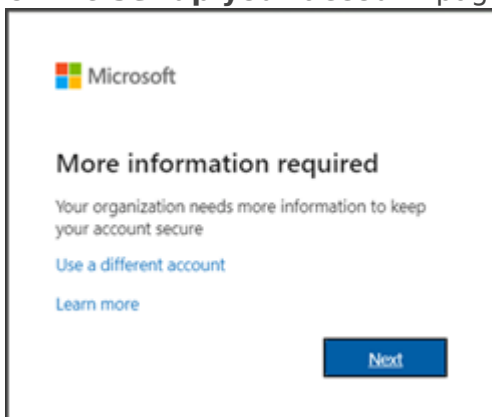 Microsoft
More information required
Your organization needs more information to keep
your account secure
Use a different account
Learn more
Next